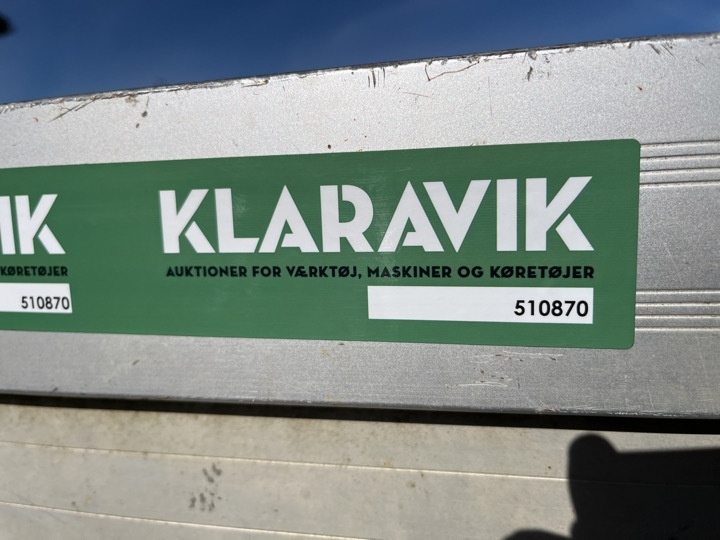 IK
KØRETØJER
510870
KLARAVIK
AUKTIONER FOR VÆRKTØJ, MASKINER OG KØRETØJER
510870